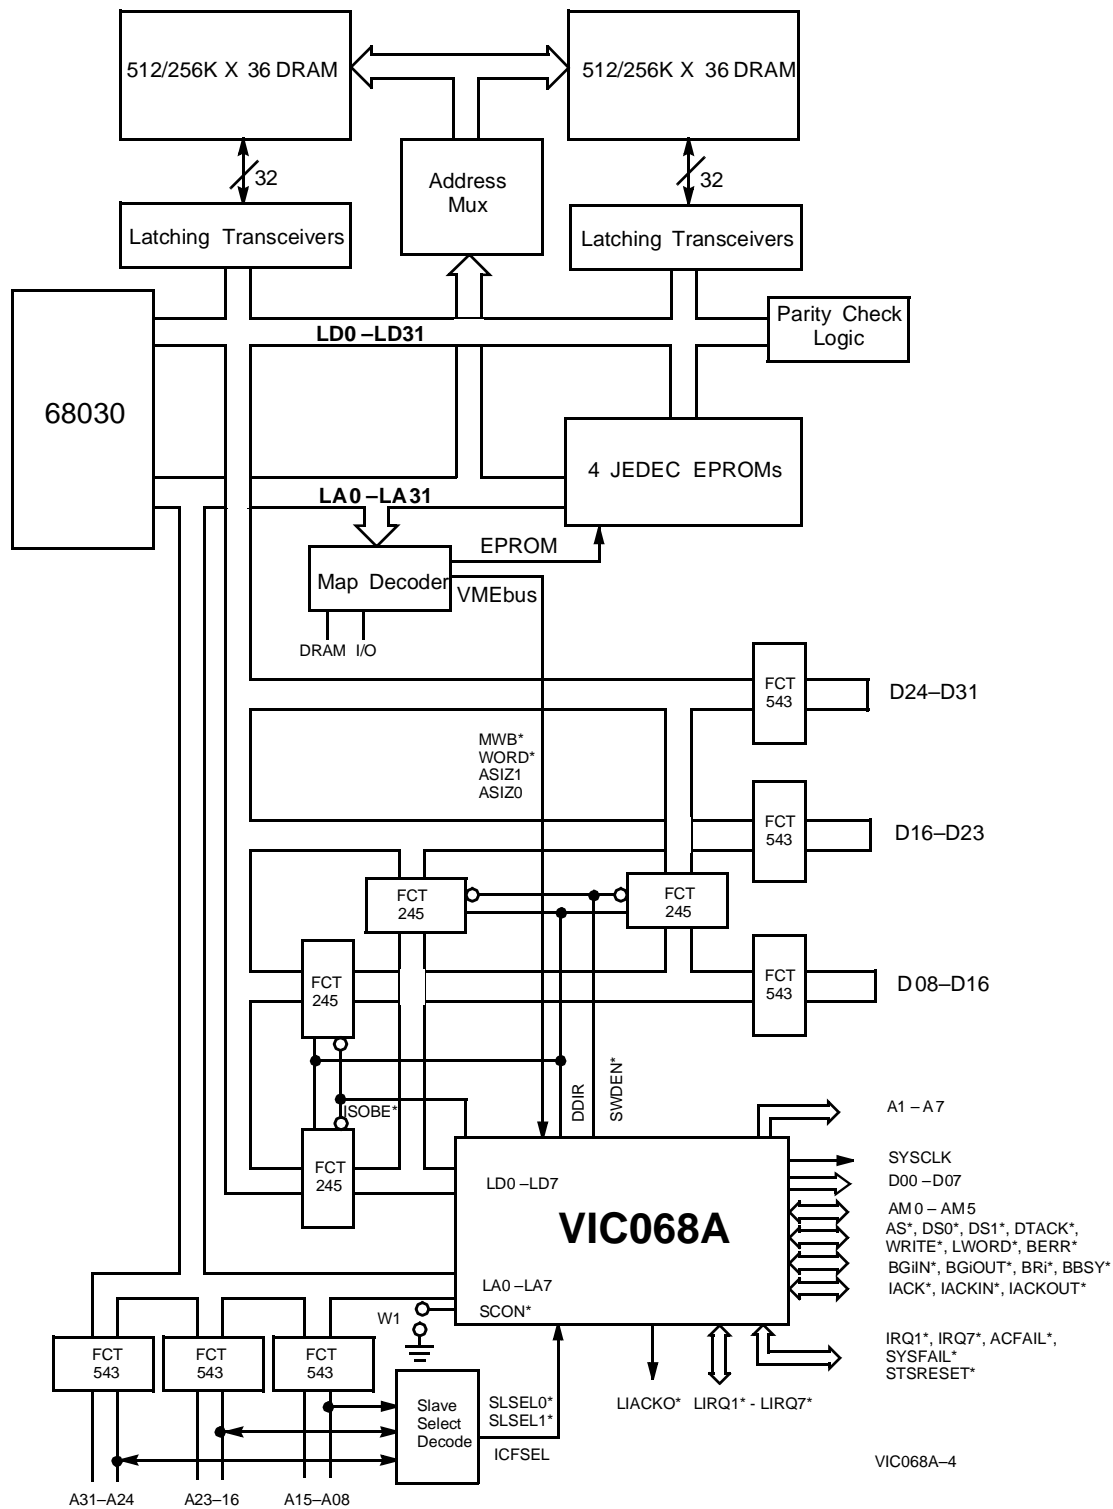 512/256K X 36 DRAM
512/256K X 36 DRAM
32
Address
Mux
32
Latching Transceivers
Latching Transceivers
Parity Check
Logic
LD0–LD31
68030
4 JEDEC EPROMs
LA0–LA31
EPROM
Map Decoder
VMEbus
DRAM I/O
FCT
543
D24–D31
MWB*
WORD*
ASIZ1
ASIZ0
FCT
543
D16–D23
FCT
245
FCT
245
FCT
245
FCT
543
D08–D16
DDIR
SWDEN*
ISOBE*
A1–A7
FCT
245
LD0–LD7
SYSCLK
D00–D07
VIC068A
AM0–AM5
AS*, DS0*, DS1*, DTACK*,
WRITE*, LWORD*, BERR*
BGiIN*, BGiOUT*, BRi*, BBSY*
IACK*, IACKIN*, IACKOUT*
LA0–LA7
SCON*
W1
FCT
543
FCT
543
FCT
543
IRQ1*, IRQ7*, ACFAIL*,
SYSFAIL*
STSRESET*
Slave
Select
Decode
SLSEL0*
SLSEL1*
ICFSEL
LIACKO*
LIRQ1* - LIRQ7*
VIC068A–4
A31–A24
A23–16
A15–A08